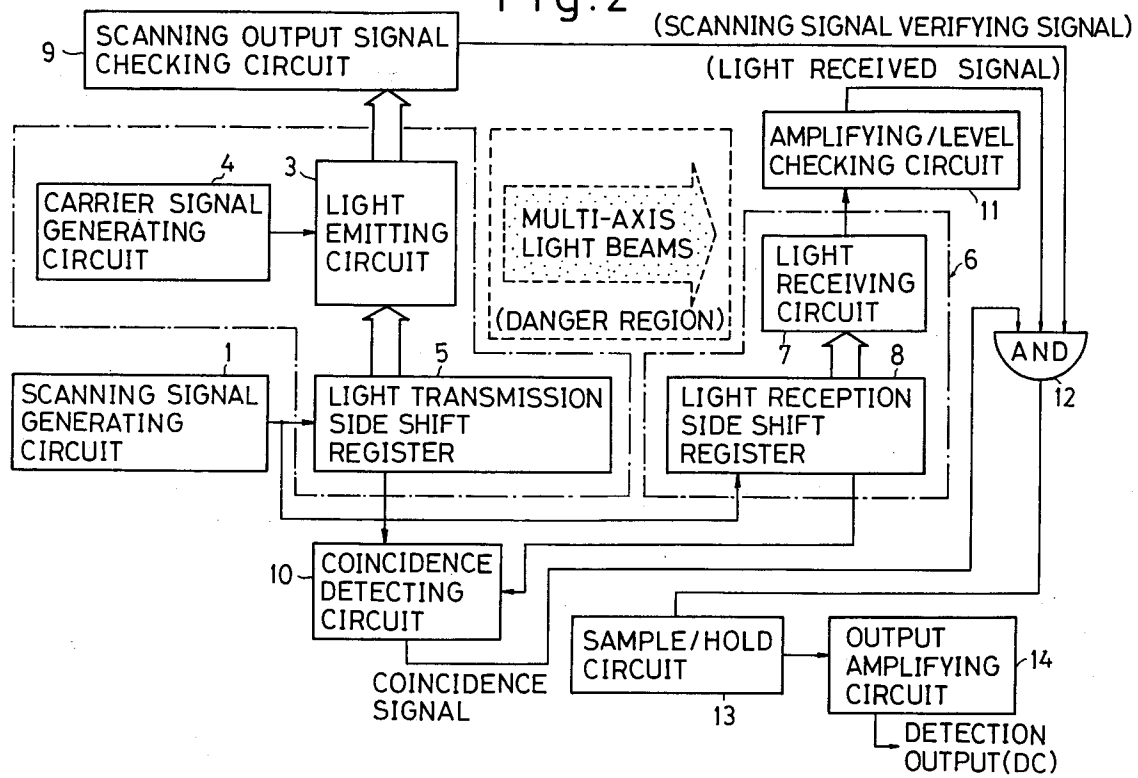 Fig.2
SCANNING OUTPUT SIGNAL
CHECKING CIRCUIT
9
(SCANNING SIGNAL VERIFYING SIGNAL)
(LIGHT RECEIVED SIGNAL)
4
CARRIER SIGNAL
GENERATING
CIRCUIT
3
LIGHT
EMITTING
CIRCUIT
MULTI-AXIS
LIGHT BEAMS
(DANGER REGION)
AMPLIFYING/LEVEL
CHECKING CIRCUIT
11
LIGHT
RECEIVING
CIRCUIT
6
7
8
AND
12
1
SCANNING SIGNAL
GENERATING
CIRCUIT
5
LIGHT TRANSMISSION
SIDE SHIFT
REGISTER
LIGHT RECEPTION
SIDE SHIFT
REGISTER
10
COINCIDENCE
DETECTING
CIRCUIT
COINCIDENCE
SIGNAL
SAMPLE/HOLD
CIRCUIT
13
OUTPUT
AMPLIFYING
CIRCUIT
14
DETECTION
OUTPUT(DC)